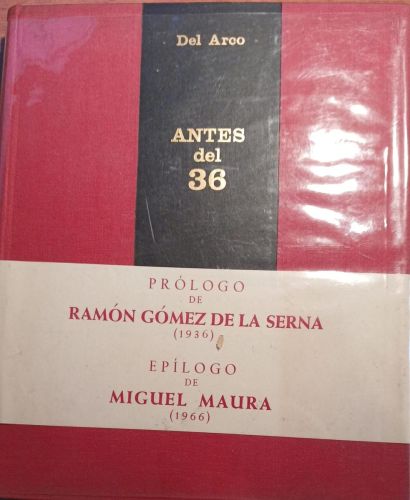 Del Arco
ANTES
del
36
PRÓLOGO
DE
RAMÓN GÓMEZ DE LA SERNA
(1936)
EPÍLOGO
DE
MIGUEL MAURA
(1966)